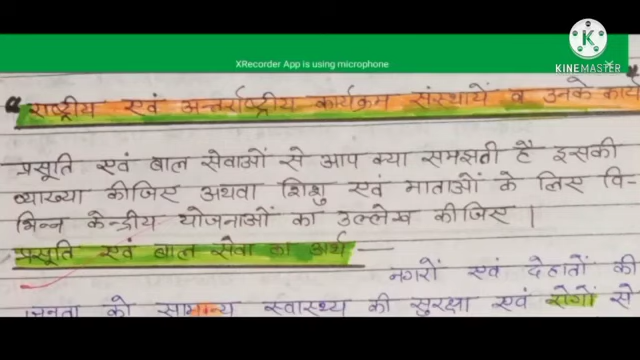 XRecorder App is using microphone
KINEMASTER
"राष्ट्रीय एवं अन्तर्राष्ट्रीय कार्यक्रम संस्थायें व उनके कार्य"
प्रसूति एवं बाल सेवाओं से आप क्या समझती है इसकी
व्याख्या कीजिए अथवा शिशु एवं माताओं के लिए वि-
भिन्न केन्द्रीय योजनाओं का उल्लेख कीजिए |
प्रसूति एवं बाल सेवा का अर्थ —
नगरों एवं देहातों की
जनता को सामान्य स्वास्थ्य की सुरक्षा एवं रोगों से